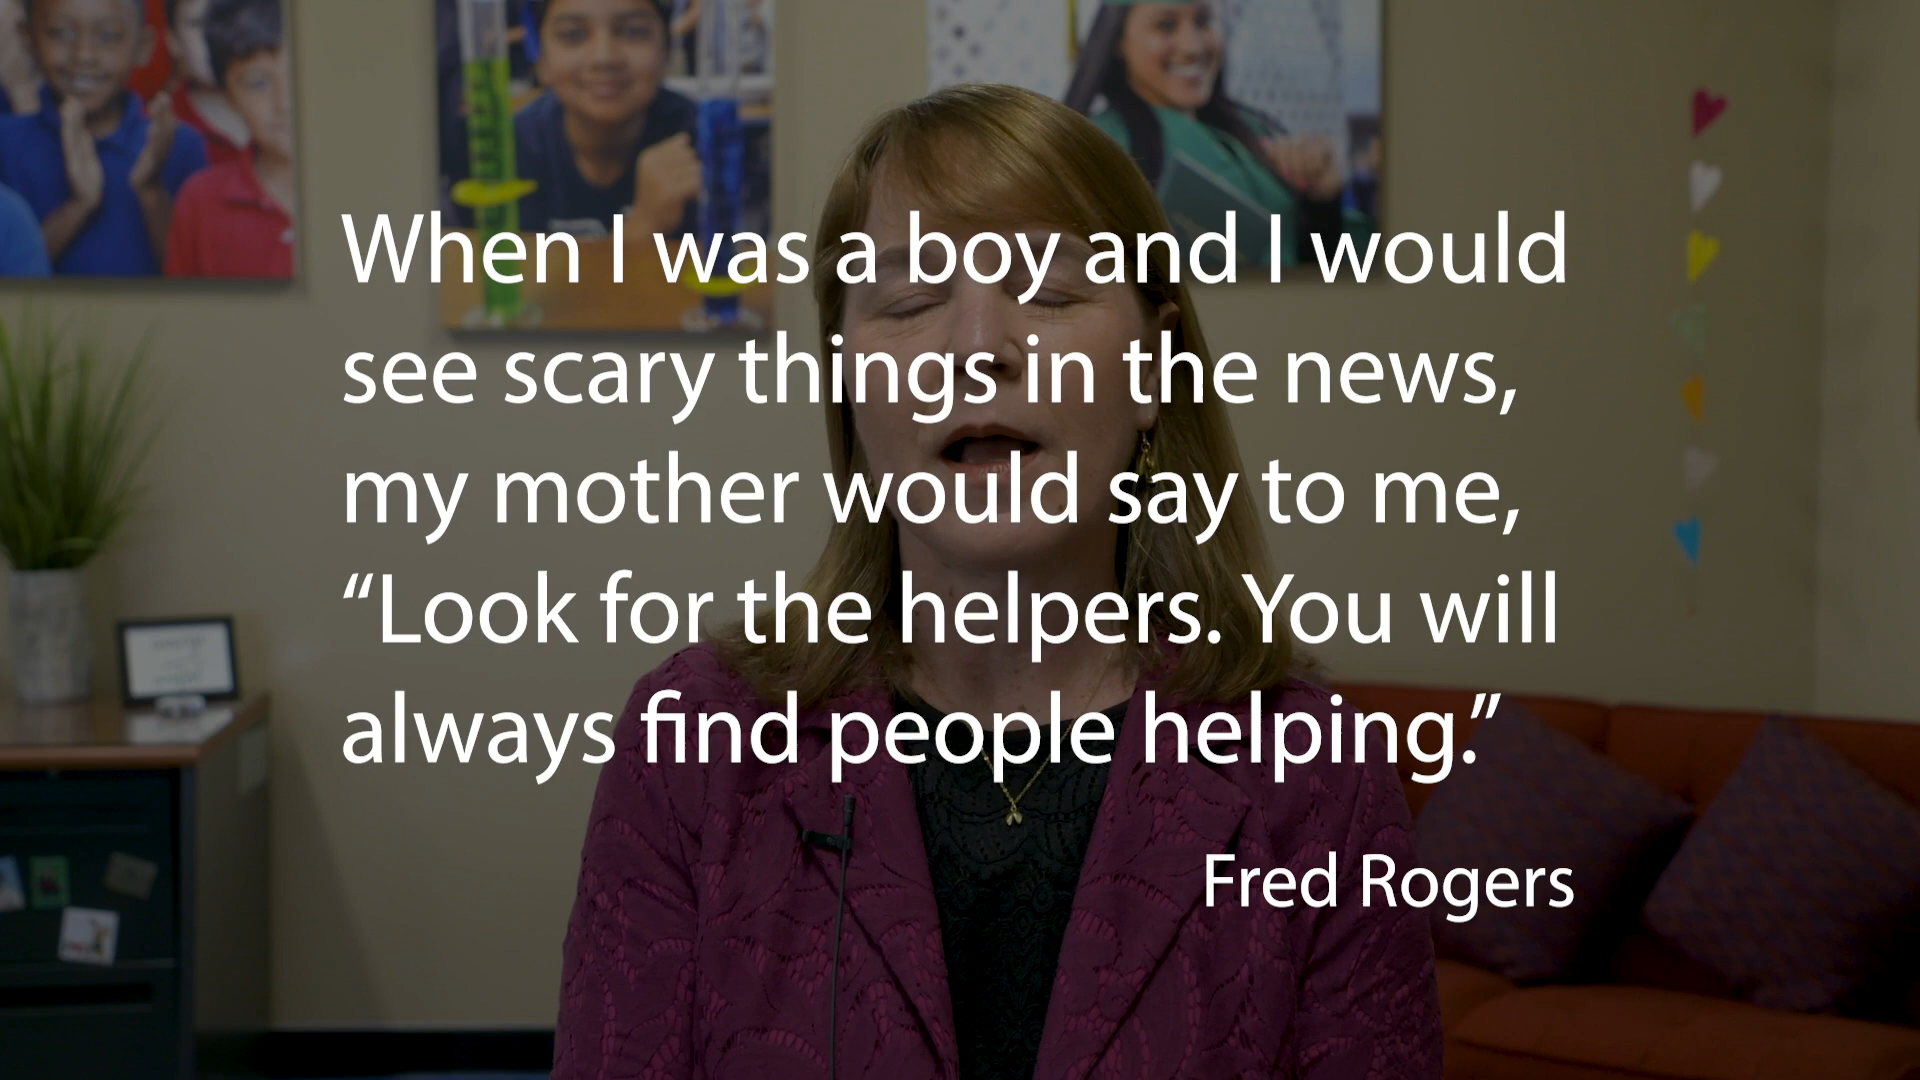 When I was a boy and I would
see scary things in the news,
my mother would say to me,
“Look for the helpers. You will
always find people helping.”
Fred Rogers